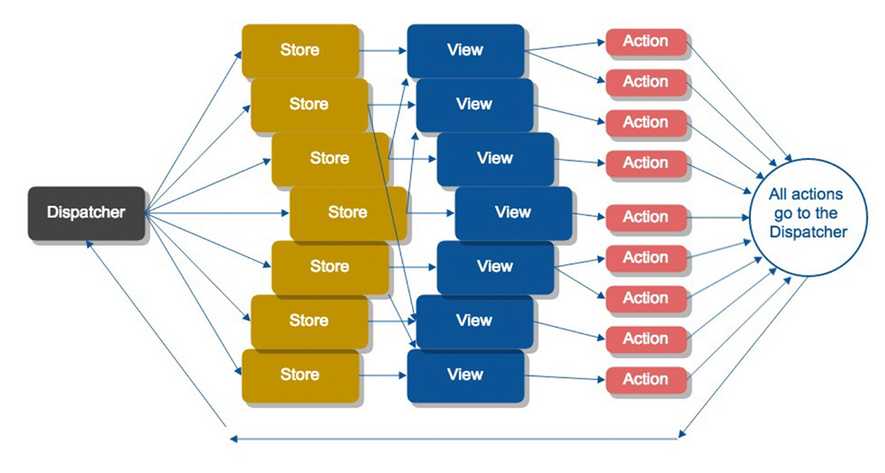 Store View Action
Action
Store View
Action
Store View Action
Dispatcher Store View Action
All actions
go to the
Dispatcher
Store View Action
Action
Store View
Action
Store View Action